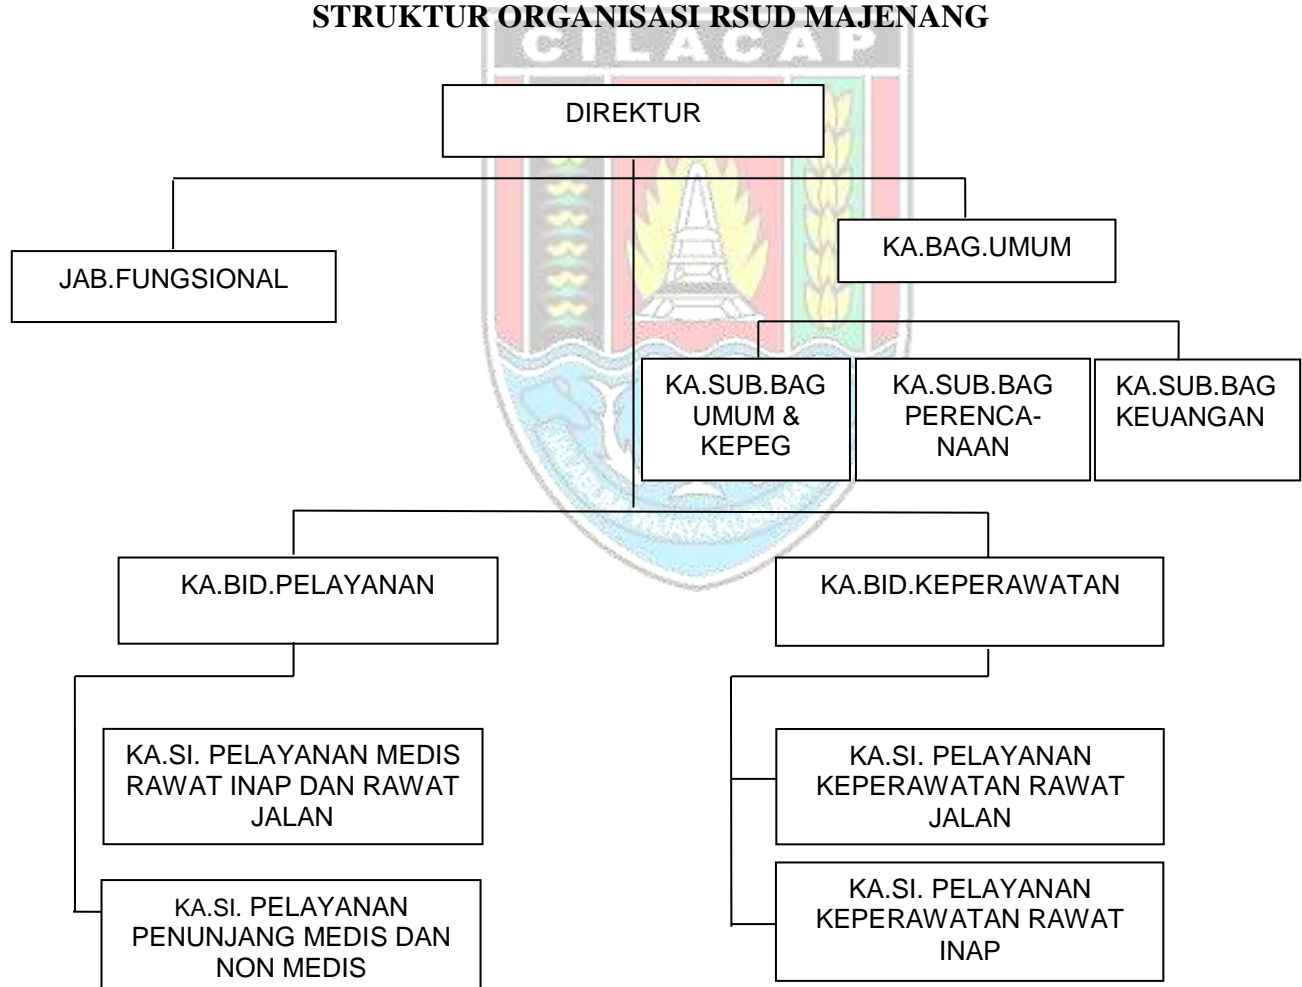 STRUKTUR ORGANISASI RSUD MAJENANG
CILACAP
DIREKTUR
JAB.FUNGSIONAL
KA.BAG.UMUM
KA.SUB.BAG
UMUM &
KEPEG
KA.SUB.BAG
PERENCA-
NAAN
KA.SUB.BAG
KEUANGAN
WIJAYAKUSUMA
KA.BID.PELAYANAN
KA.BID.KEPERAWATAN
KA.SI. PELAYANAN MEDIS
RAWAT INAP DAN RAWAT
JALAN
KA.SI. PELAYANAN
PENUNJANG MEDIS DAN
NON MEDIS
KA.SI. PELAYANAN
KEPERAWATAN RAWAT
JALAN
KA.SI. PELAYANAN
KEPERAWATAN RAWAT
INAP